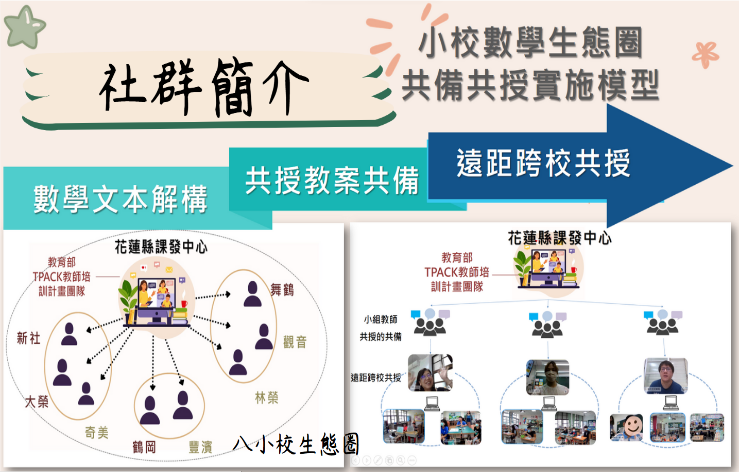 社群簡介
小校數學生態圈
共備共授實施模型
數學文本解構
共授教案共備
遠距跨校共授
花蓮縣課發中心
教育部
TPACK教師培
訓計畫團隊
新社
大榮
奇美
鶴岡
豐濱
林榮
觀音
舞鶴
八小校生態圈
花蓮縣課發中心
教育部
TPACK教師培
訓計畫團隊
小組教師
共授的共備
遠距跨校共授